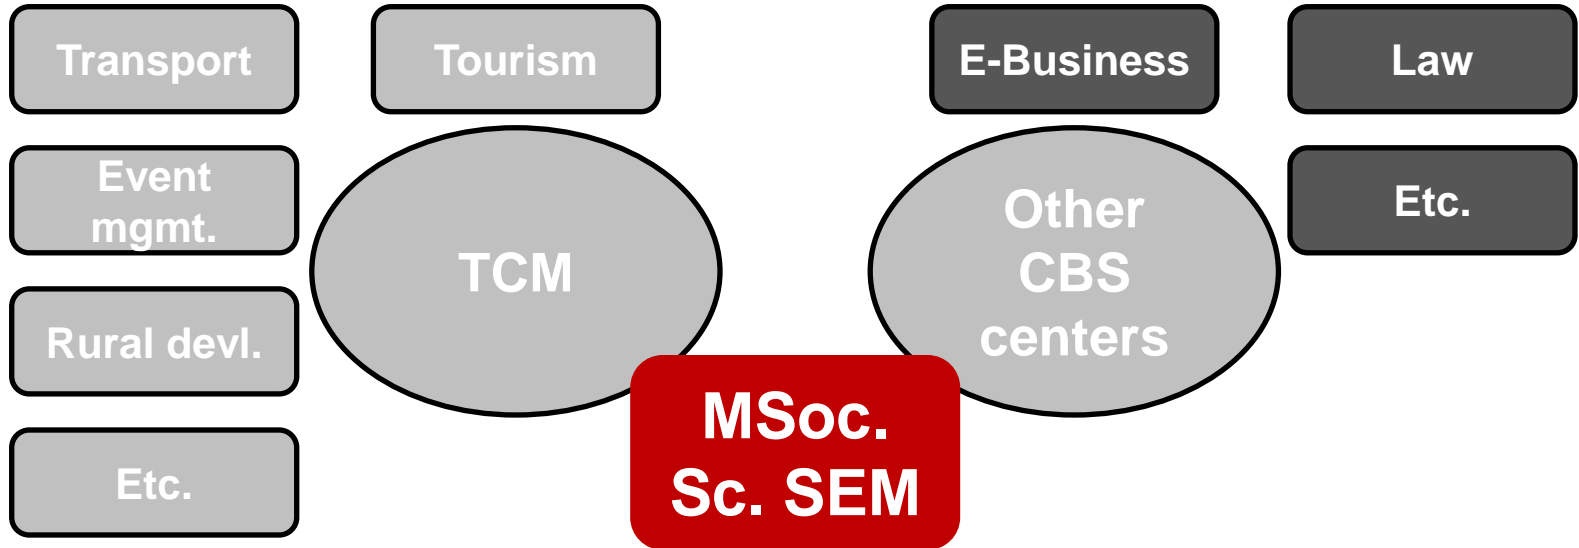 Transport
Tourism
E-Business
Law
Event
mgmt.
Etc.
Other
CBS
centers
TCM
Rural devl.
MSoc.
Sc. SEM
Etc.